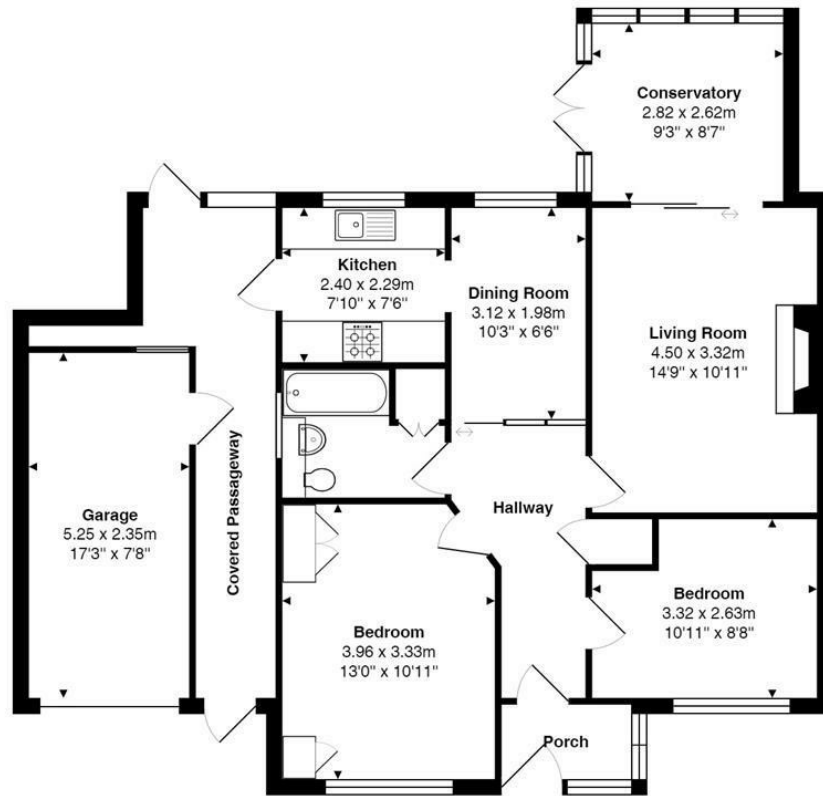 Conservatory
2.82 x 2.62m
9'3" x 8'7"
Kitchen
2.40 x 2.29m
7'10" x 7'6"
Dining Room
3.12 x 1.98m
10'3" x 6'6"
Living Room
4.50 x 3.32m
14'9" x 10'11"
Garage
5.25 x 2.35m
17'3" x 7'8"
Covered Passageway
Hallway
Bedroom
3.96 x 3.33m
13'0" x 10'11"
Bedroom
3.32 x 2.63m
10'11" x 8'8"
Porch